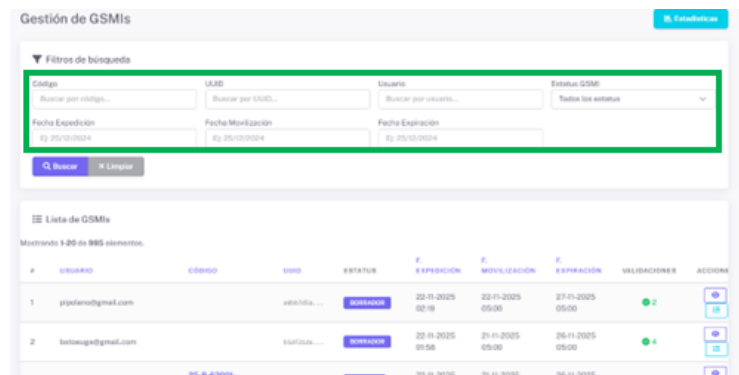 Gestión de GSMIs
Estadísticas
Filtros de búsqueda
Código UUID Usuario Estatus GSMI
Buscar por código... Buscar por UUID... Buscar por usuario... Todos los estatus
Fecha Expedición Fecha Movilización Fecha Expiración
Ej: 25/12/2024 Ej: 25/12/2024 Ej: 25/12/2024
Buscar × Limpiar
Lista de GSMIs
Mostrando 1-20 de 985 elementos.
# USUARIO CÓDIGO UUID ESTATUS F. EXPEDICIÓN F. MOVILIZACIÓN F. EXPIRACIÓN VALIDACIONES ACCIONE
1 pipolano@gmail.com BORRADOR 22-11-2025 22-11-2025 27-11-2025 2
02:19 05:00 05:00
2 BORRADOR 22-11-2025 21-11-2025 26-11-2025 4
01:58 05:00 05:00